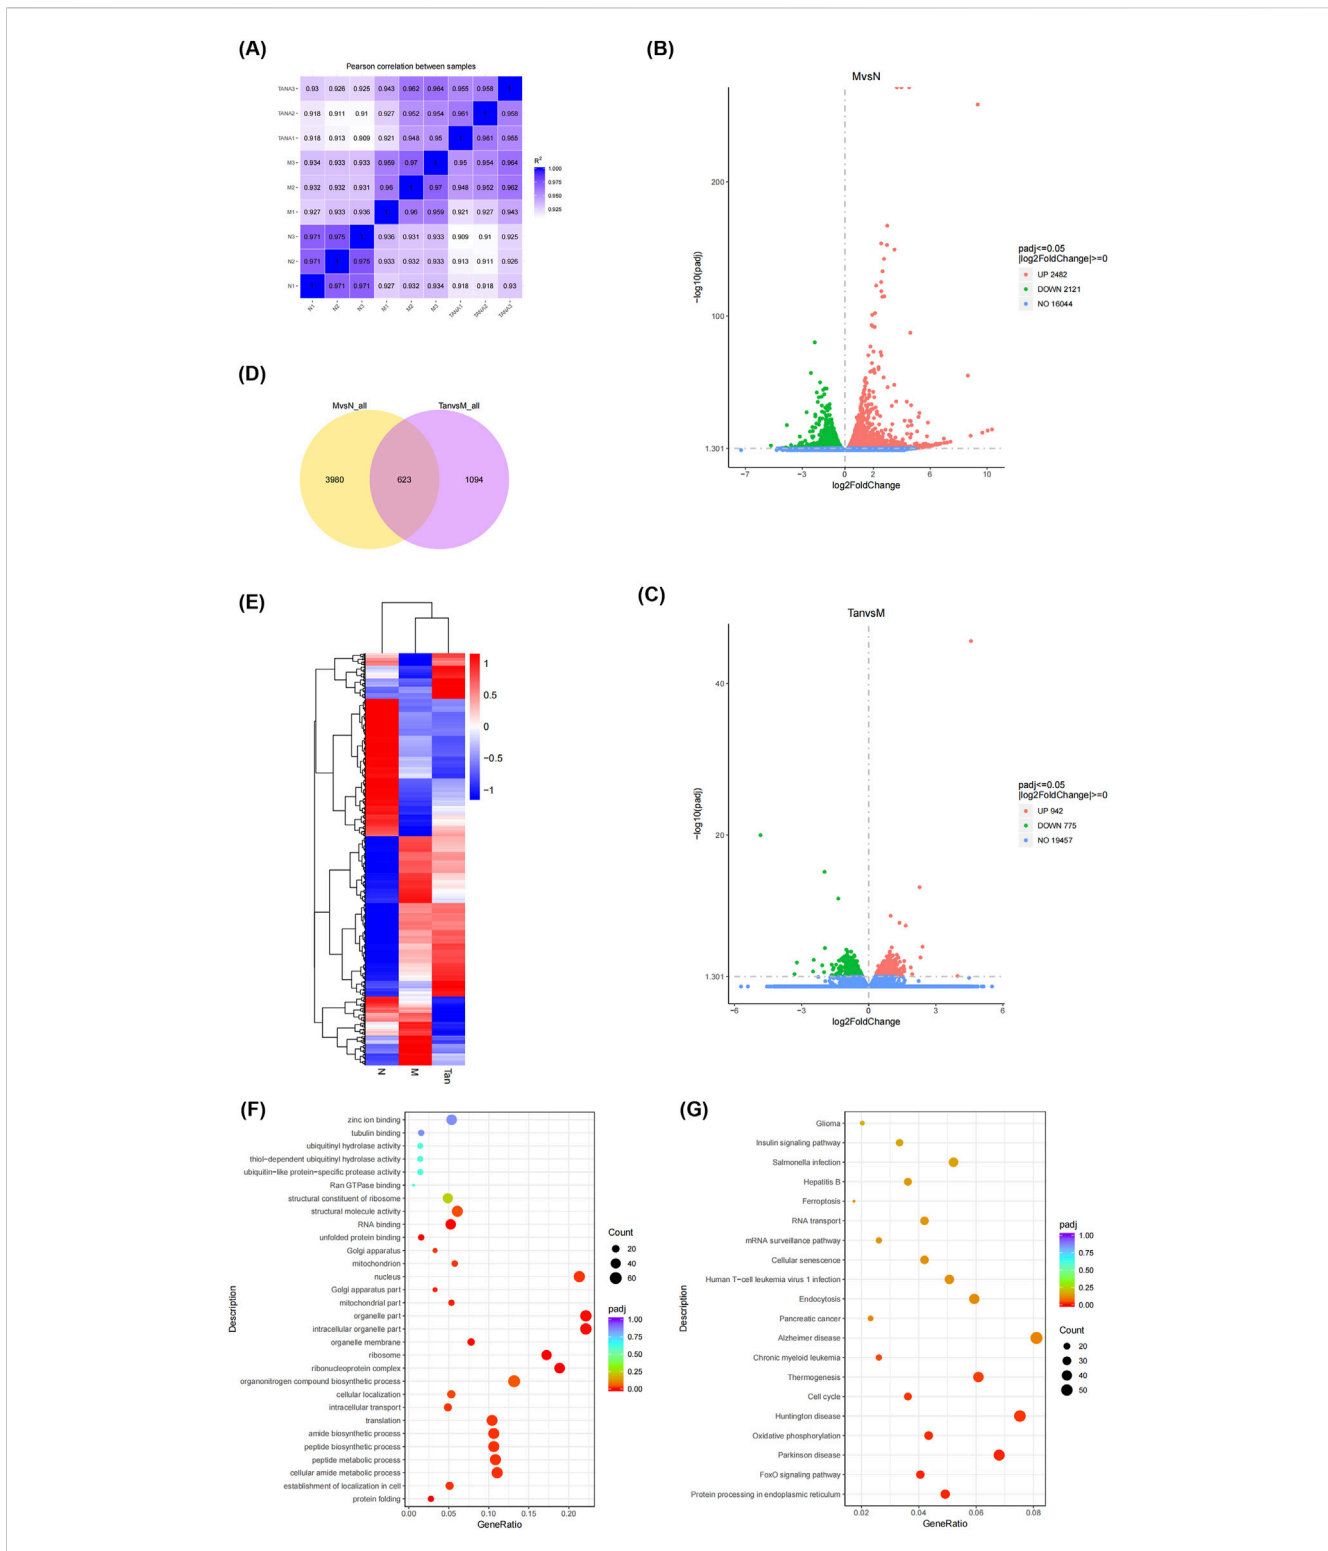 (A)
Pearson correlation between samples
TANA3 0.93 0.926 0.925 0.943 0.962 0.964 0.955 0.958 1
TANA2 0.918 0.911 0.91 0.927 0.952 0.954 0.961 1 0.958
TANA1 0.918 0.913 0.909 0.921 0.948 0.95 1 0.961 0.955
M3 0.934 0.933 0.933 0.959 0.97 1 0.95 0.954 0.964
M2 0.932 0.932 0.931 0.96 1 0.97 0.948 0.952 0.962
M1 0.927 0.933 0.936 1 0.96 0.959 0.921 0.927 0.943
N3 0.971 0.975 1 0.936 0.931 0.933 0.909 0.91 0.925
N2 0.971 1 0.975 0.933 0.932 0.933 0.913 0.911 0.926
N1 1 0.971 0.971 0.927 0.932 0.934 0.918 0.918 0.93
N1 N2 N3 M1 M2 M3 TANA1 TANA2 TANA3
R²
1.000
0.975
0.950
0.925
(B)
MvsN
−log10(padj)
200
100
1.301
−7 −3 0 2 6 10
log2FoldChange
padj<=0.05
|log2FoldChange|>=0
UP 2482
DOWN 2121
NO 16044
(D)
MvsN_all TanvsM_all
3980 623 1094
(E)
1
0.5
0
−0.5
−1
N M Tan
(C)
TanvsM
−log10(padj)
40
20
1.301
−6 −3 0 3 6
log2FoldChange
padj<=0.05
|log2FoldChange|>=0
UP 942
DOWN 775
NO 19457
(F)
Description
zinc ion binding
tubulin binding
ubiquitinyl hydrolase activity
thiol−dependent ubiquitinyl hydrolase activity
ubiquitin−like protein−specific protease activity
Ran GTPase binding
structural constituent of ribosome
structural molecule activity
RNA binding
unfolded protein binding
Golgi apparatus
mitochondrion
nucleus
Golgi apparatus part
mitochondrial part
organelle part
intracellular organelle part
organelle membrane
ribosome
ribonucleoprotein complex
organonitrogen compound biosynthetic process
cellular localization
intracellular transport
translation
amide biosynthetic process
peptide biosynthetic process
peptide metabolic process
cellular amide metabolic process
establishment of localization in cell
protein folding
0.00 0.05 0.10 0.15 0.20
GeneRatio
Count
20
40
60
padj
1.00
0.75
0.50
0.25
0.00
(G)
Description
Glioma
Insulin signaling pathway
Salmonella infection
Hepatitis B
Ferroptosis
RNA transport
mRNA surveillance pathway
Cellular senescence
Human T−cell leukemia virus 1 infection
Endocytosis
Pancreatic cancer
Alzheimer disease
Chronic myeloid leukemia
Thermogenesis
Cell cycle
Huntington disease
Oxidative phosphorylation
Parkinson disease
FoxO signaling pathway
Protein processing in endoplasmic reticulum
0.02 0.04 0.06 0.08
GeneRatio
padj
1.00
0.75
0.50
0.25
0.00
Count
20
30
40
50